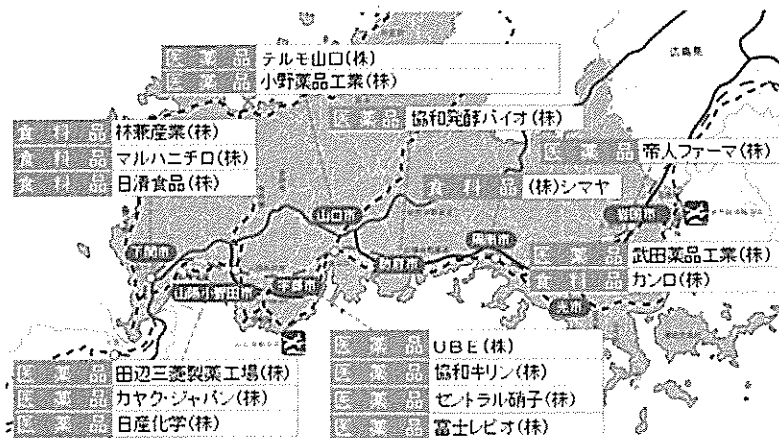 医薬品 テルモ山口(株)
医薬品 小野薬品工業(株)
広島県
医薬品 協和発酵バイオ(株)
食料品 林兼産業(株)
食料品 マルハニチロ(株)
食料品 日清食品(株)
医薬品 帝人ファーマ(株)
食料品 (株)シマヤ
山口市
岩国市
下関市
周南市
防府市
宇部市
山陽小野田市
光市
医薬品 武田薬品工業(株)
食料品 カンロ(株)
医薬品 田辺三菱製薬工場(株)
医薬品 カヤク・ジャパン(株)
医薬品 日産化学(株)
医薬品 UBE(株)
医薬品 協和キリン(株)
医薬品 セントラル硝子(株)
医薬品 富士レビオ(株)